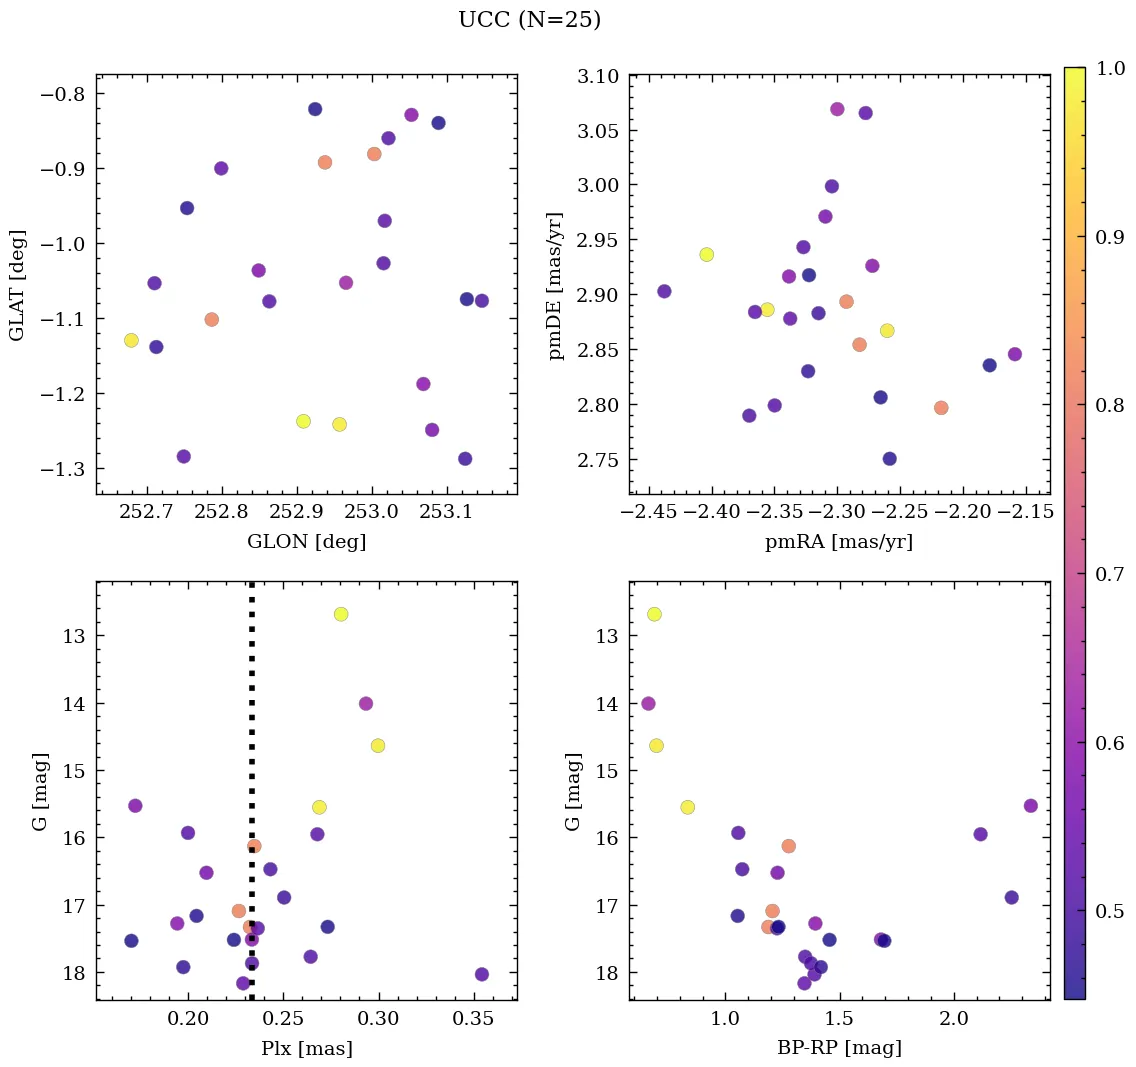 UCC (N=25)
−0.8
−0.9
−1.0
−1.1
−1.2
−1.3
GLAT [deg]
252.7 252.8 252.9 253.0 253.1
GLON [deg]
3.10
3.05
3.00
2.95
2.90
2.85
2.80
2.75
pmDE [mas/yr]
−2.45 −2.40 −2.35 −2.30 −2.25 −2.20 −2.15
pmRA [mas/yr]
13
14
15
16
17
18
G [mag]
0.20 0.25 0.30 0.35
Plx [mas]
13
14
15
16
17
18
G [mag]
1.0 1.5 2.0
BP-RP [mag]
1.0
0.9
0.8
0.7
0.6
0.5